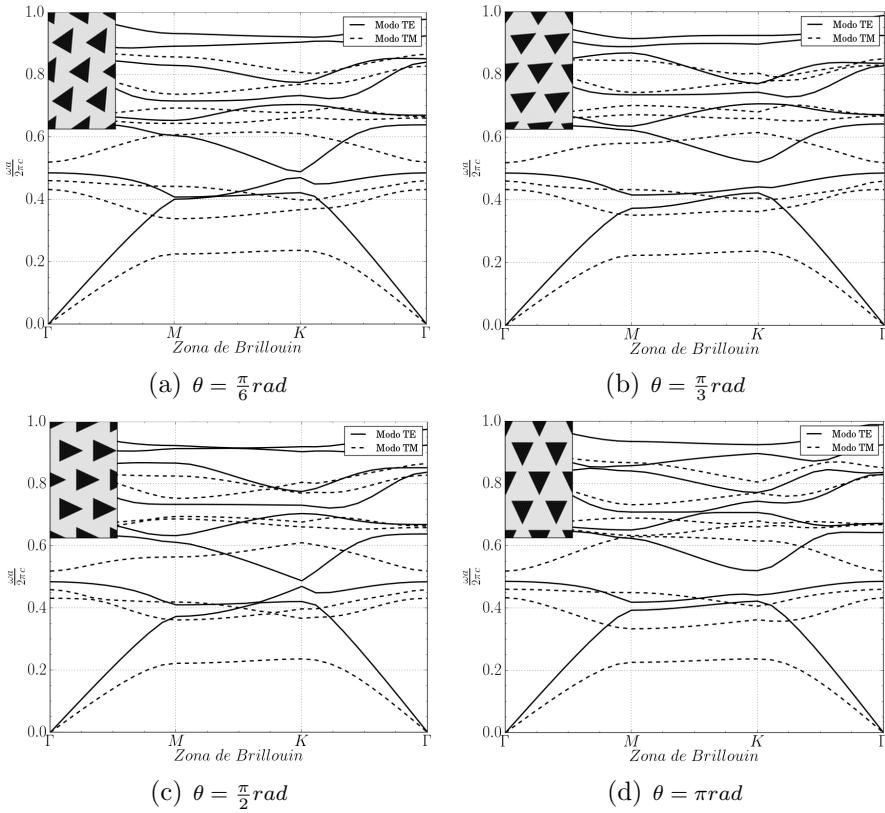 1.0
0.8
0.6
0.4
0.2
0.0
ωa/2πc
Modo TE
Modo TM
Γ M K Γ
Zona de Brillouin
(a) θ = π/6 rad
1.0
0.8
0.6
0.4
0.2
0.0
ωa/2πc
Modo TE
Modo TM
Γ M K Γ
Zona de Brillouin
(b) θ = π/3 rad
1.0
0.8
0.6
0.4
0.2
0.0
ωa/2πc
Modo TE
Modo TM
Γ M K Γ
Zona de Brillouin
(c) θ = π/2 rad
1.0
0.8
0.6
0.4
0.2
0.0
ωa/2πc
Modo TE
Modo TM
Γ M K Γ
Zona de Brillouin
(d) θ = πrad